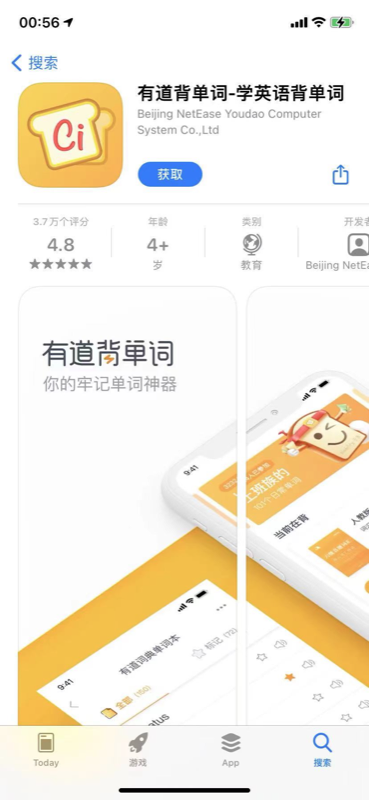 00:56
搜索
Ci
有道背单词-学英语背单词
Beijing NetEase Youdao Computer
System Co.,Ltd
获取
3.7万个评分
年龄
类别
开发者
4.8
4+
岁
教育
Beijing NetEa
有道背单词
你的牢记单词神器
9:41
上班族的
当前在背
人教版
9:41
有道词典单词本
标记 (72)
全部 (150)
atus
Today
游戏
App
搜索